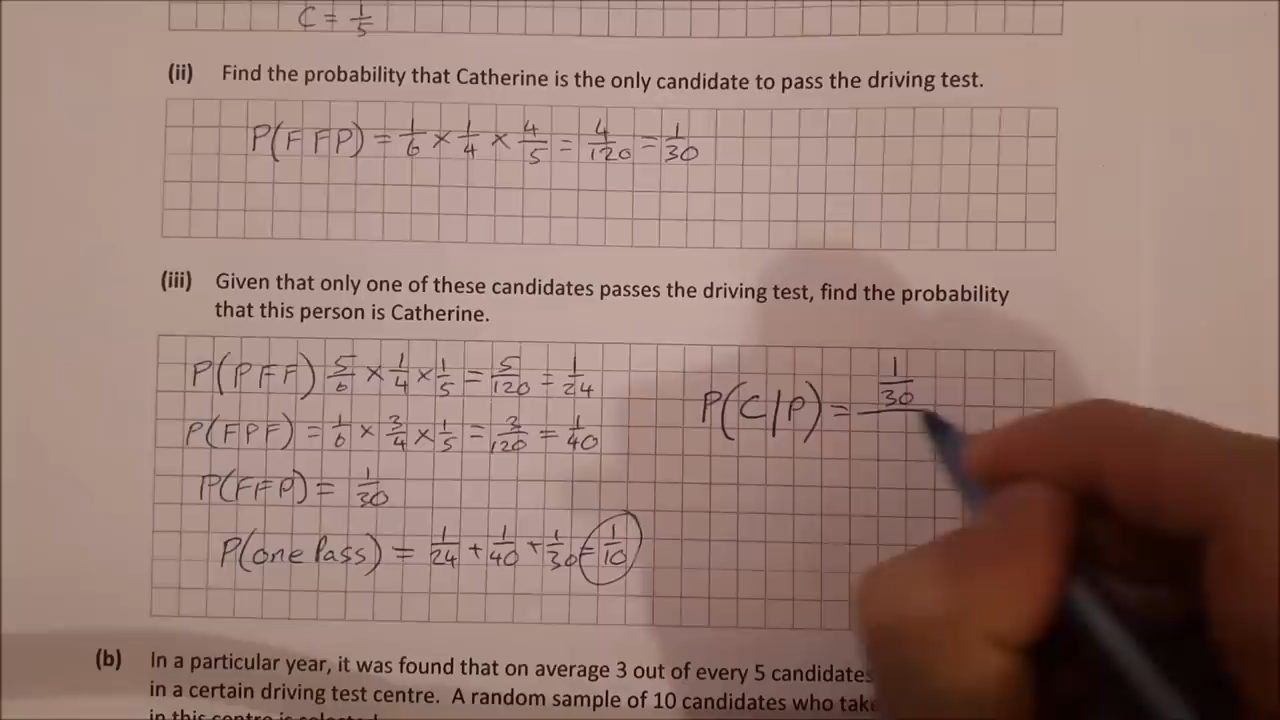 C = 1/5
(ii) Find the probability that Catherine is the only candidate to pass the driving test.
P(FFP) = 1/6 × 1/4 × 4/5 = 4/120 = 1/30
(iii) Given that only one of these candidates passes the driving test, find the probability
that this person is Catherine.
P(PFF) 5/6 × 1/4 × 1/5 = 5/120 = 1/24
P(C/P) = 1/30
P(FPF) = 1/6 × 3/4 × 1/5 = 3/120 = 1/40
P(FFP) = 1/30
P(one Pass) = 1/24 + 1/40 + 1/30 = 1/10
(b) In a particular year, it was found that on average 3 out of every 5 candidates
in a certain driving test centre. A random sample of 10 candidates who take
in this centre is selected